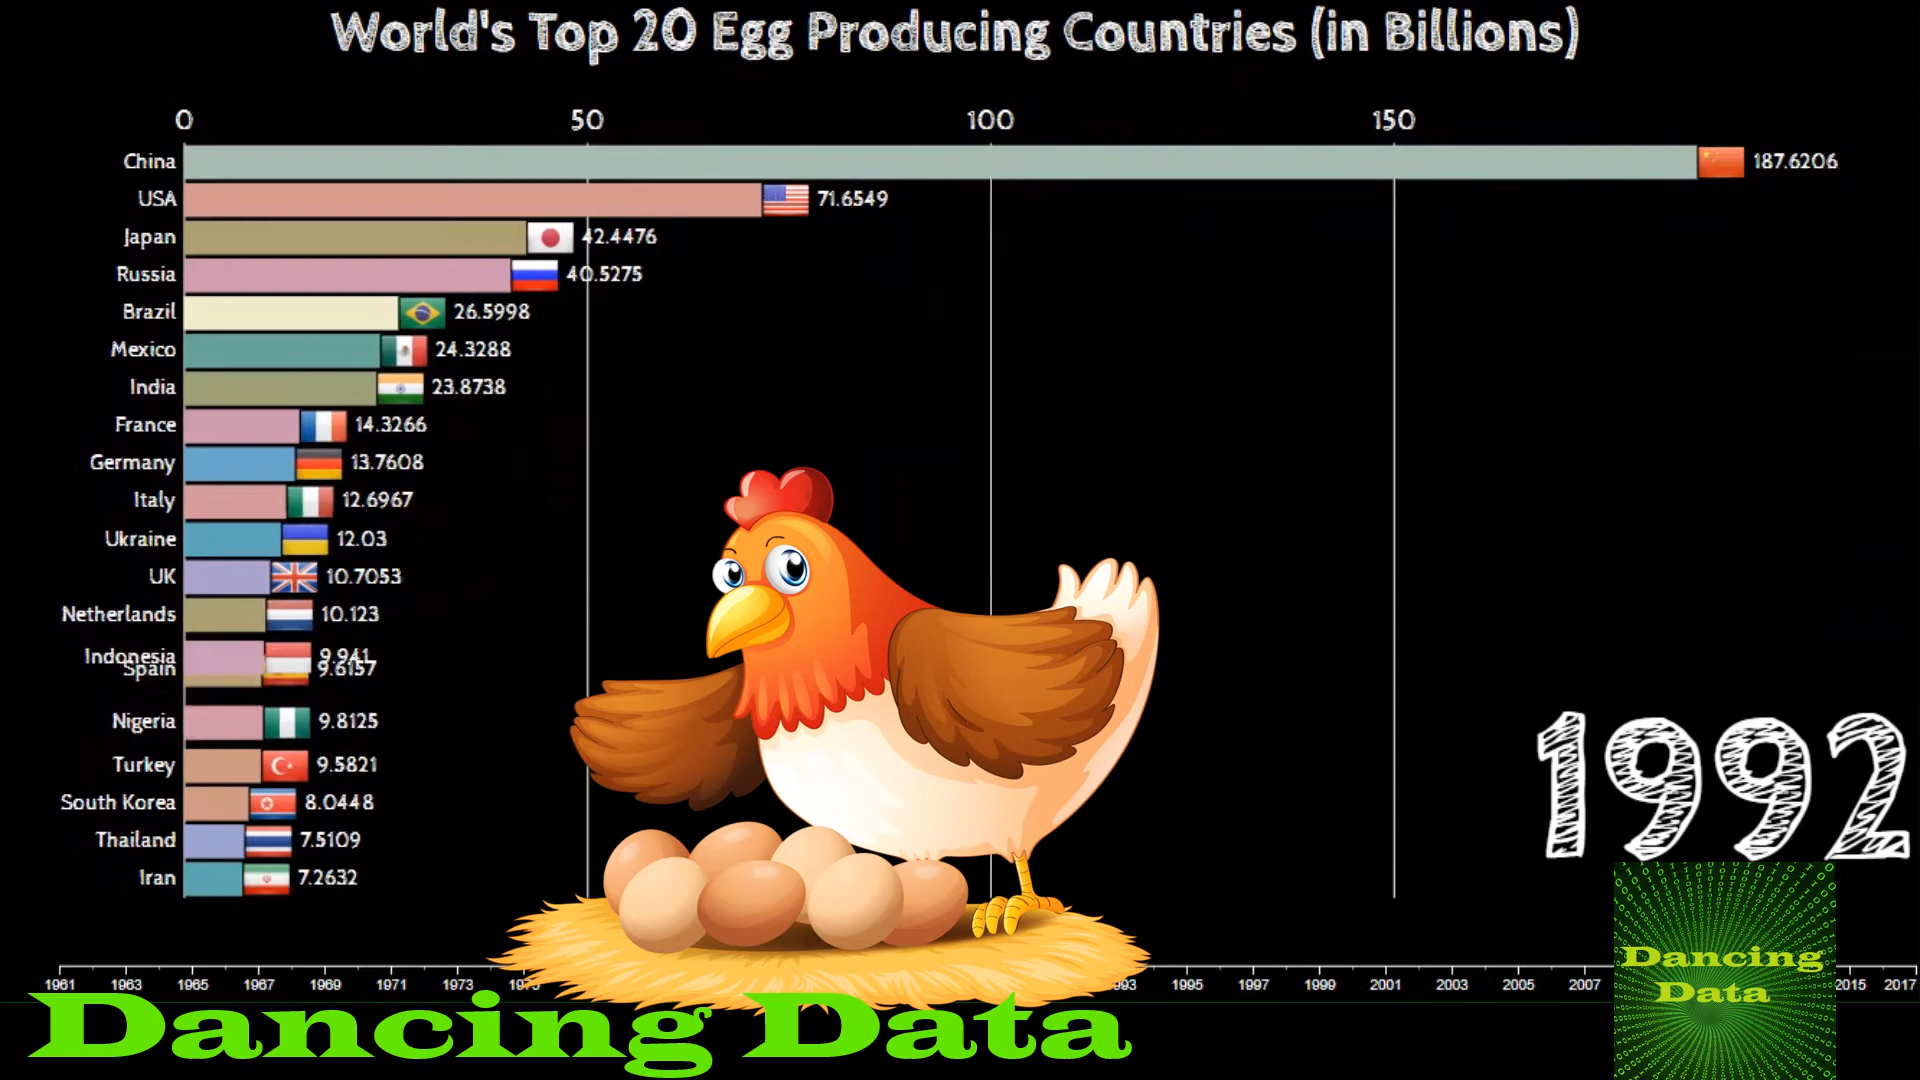 World's Top 20 Egg Producing Countries (in Billions)
0 50 100 150
China 187.6206
USA 71.6549
Japan 42.4476
Russia 40.5275
Brazil 26.5998
Mexico 24.3288
India 23.8738
France 14.3266
Germany 13.7608
Italy 12.6967
Ukraine 12.03
UK 10.7053
Netherlands 10.123
Indonesia 9.941
Spain 9.6157
Nigeria 9.8125
Turkey 9.5821
South Korea 8.0448
Thailand 7.5109
Iran 7.2632
1992
1961 1963 1965 1967 1969 1971 1973 1995 1997 1999 2001 2003 2005 2007 2015 2017
Dancing Data
Dancing
Data